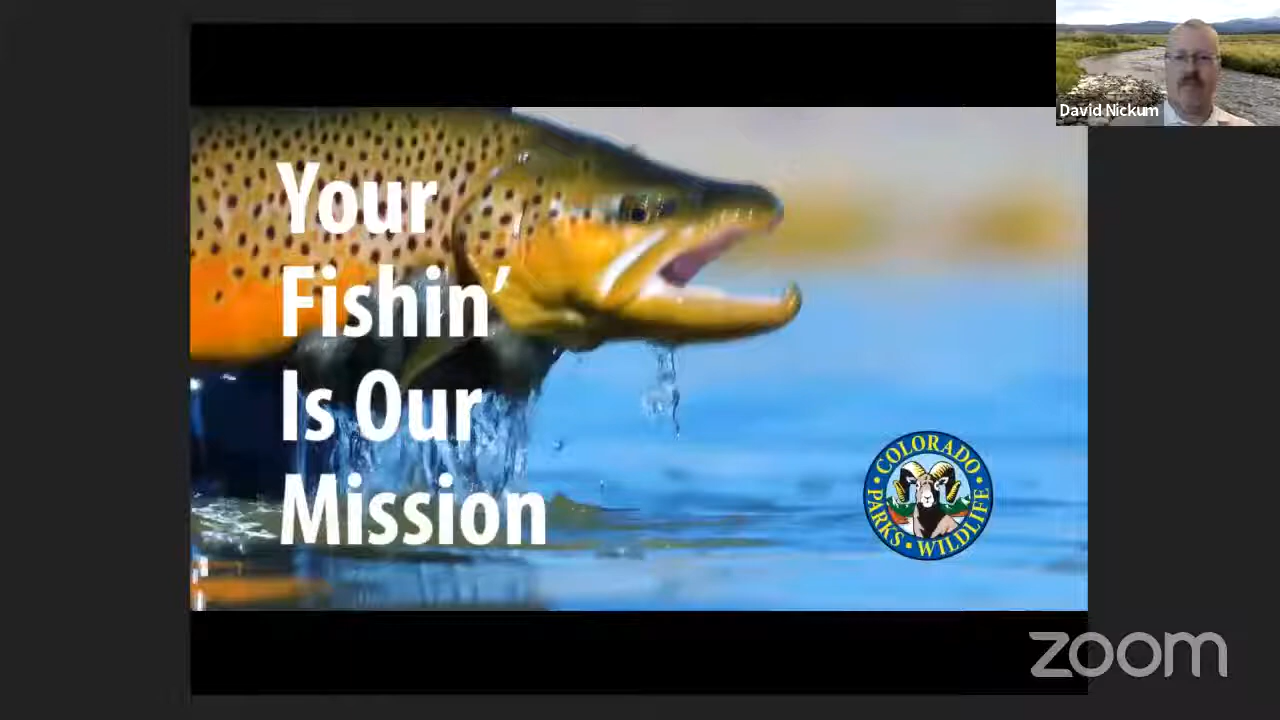 David Nickum
Your
Fishin’
Is Our
Mission
COLORADO
PARKS • WILDLIFE
zoom